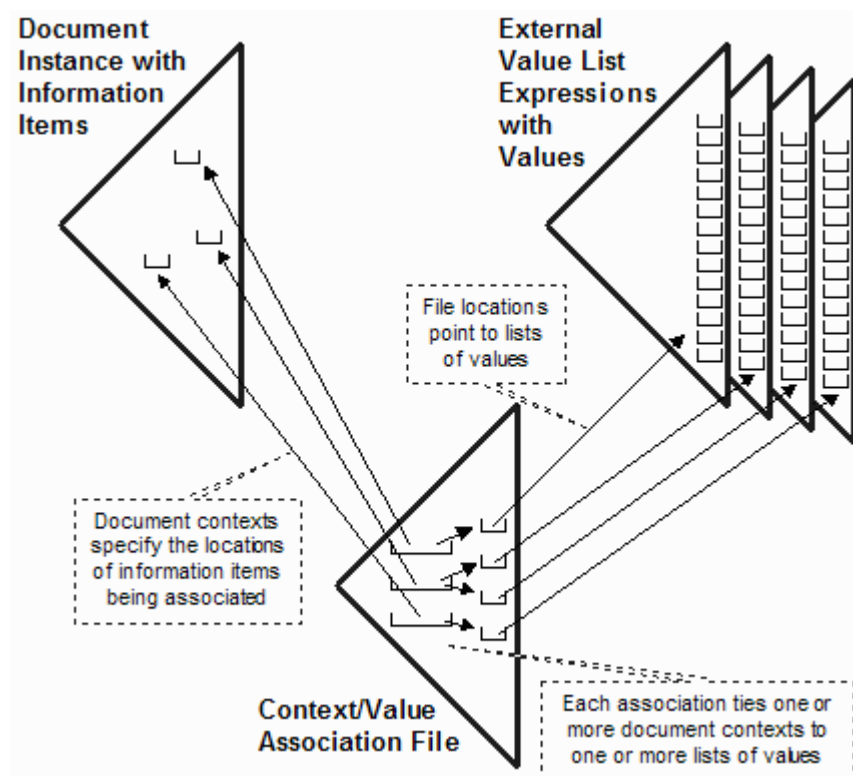 Document
Instance with
Information
Items
External
Value List
Expressions
with
Values
File locations
point to lists
of values
Document contexts
specify the locations
of information items
being associated
Context/Value
Association File
Each association ties one or
more document contexts to
one or more lists of values